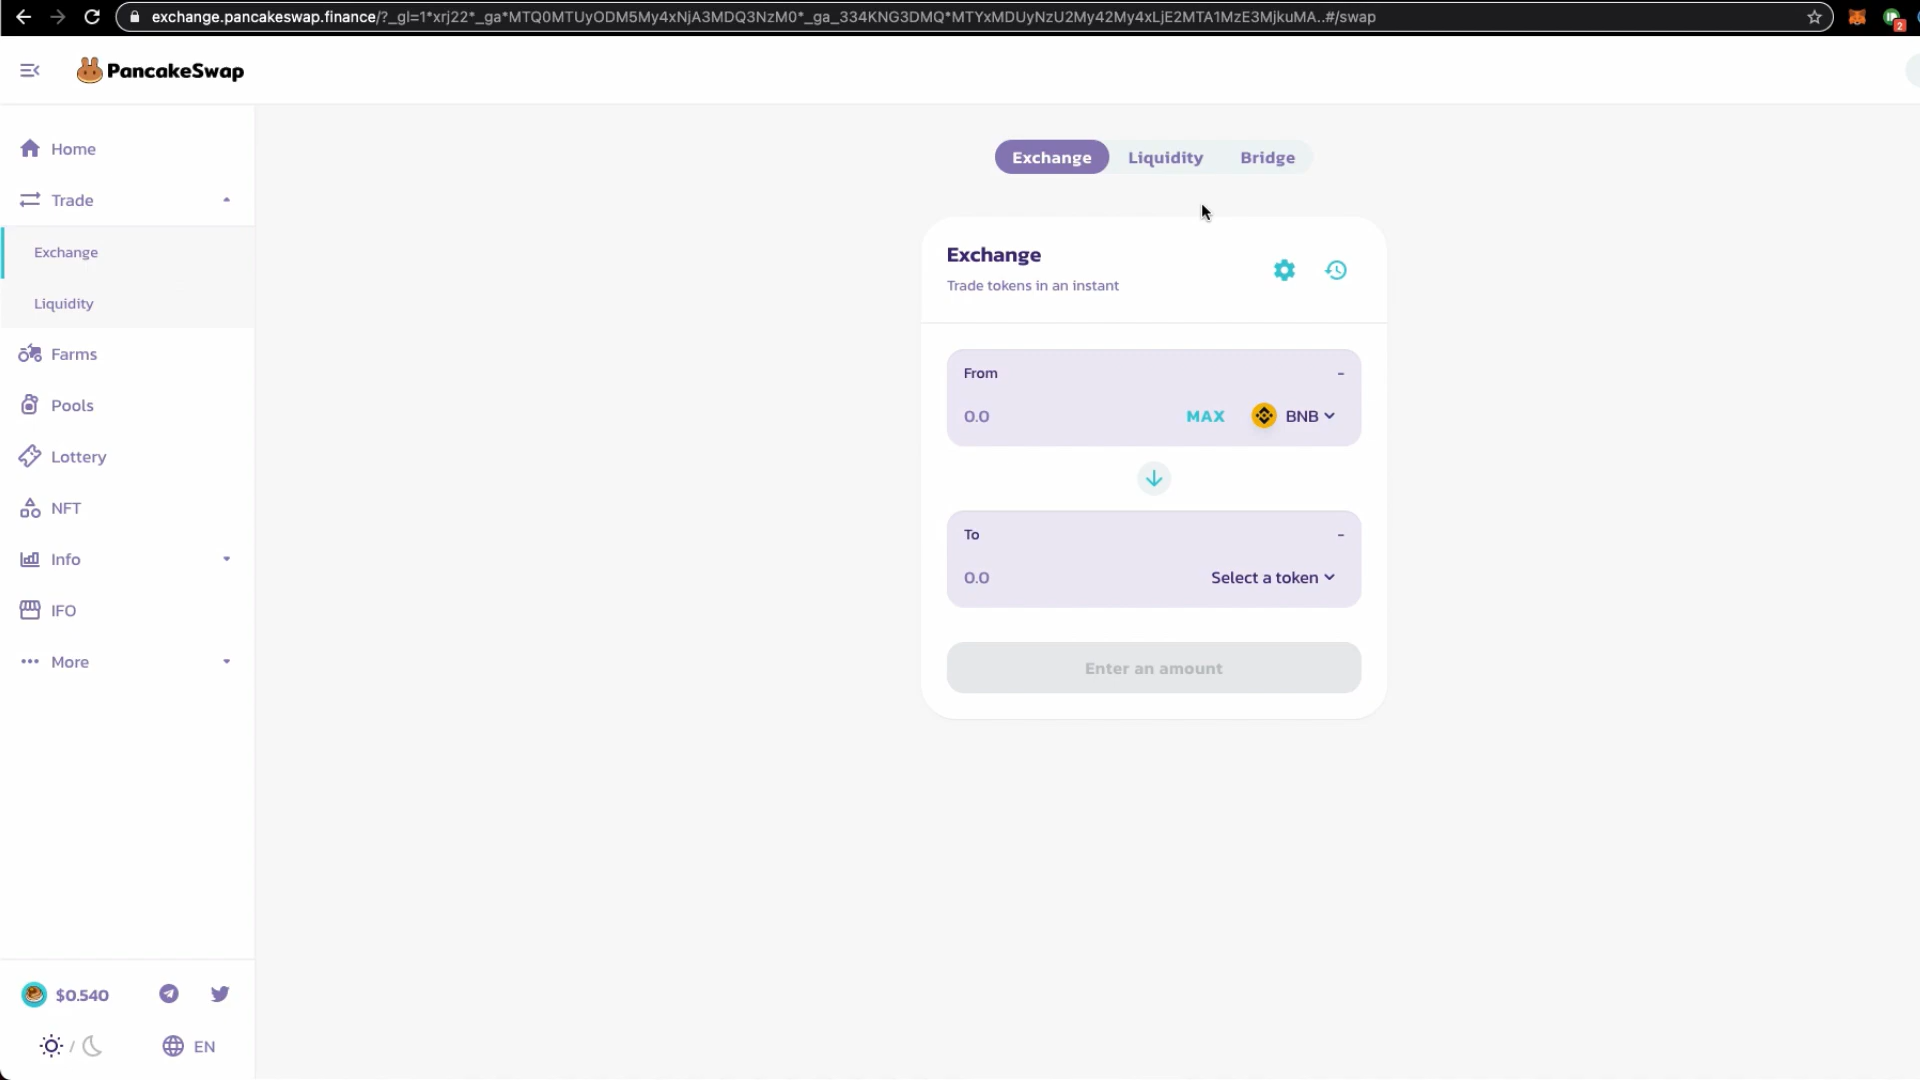 exchange.pancakeswap.finance/?_gl=1*xrj22*_ga*MTQ0MTUyODM5My4xNjA3MDQ3NzM0*_ga_334KNG3DMQ*MTYxMDUyNzU2My42My4xLjE2MTA1MzE3MjkuMA..#/swap
2
PancakeSwap
Home
Trade
Exchange
Liquidity
Farms
Pools
Lottery
NFT
Info
IFO
More
$0.540
/
EN
Exchange Liquidity Bridge
Exchange
Trade tokens in an instant
From -
0.0 MAX BNB
To -
0.0 Select a token
Enter an amount